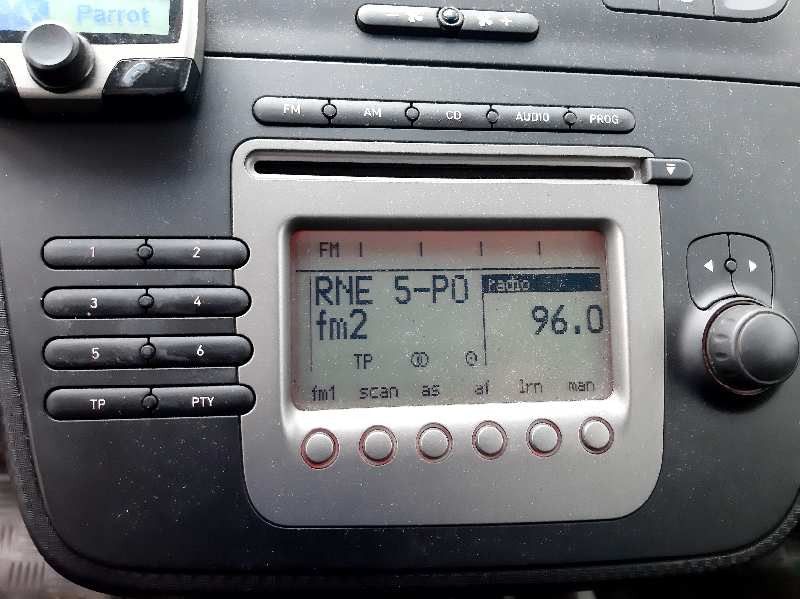 Parrot
- +
FM AM CD AUDIO PROG
1 2
3 4
5 6
TP PTY
FM
RNE 5-PO radio
fm2 96.0
TP
fm1 scan as af lrn man